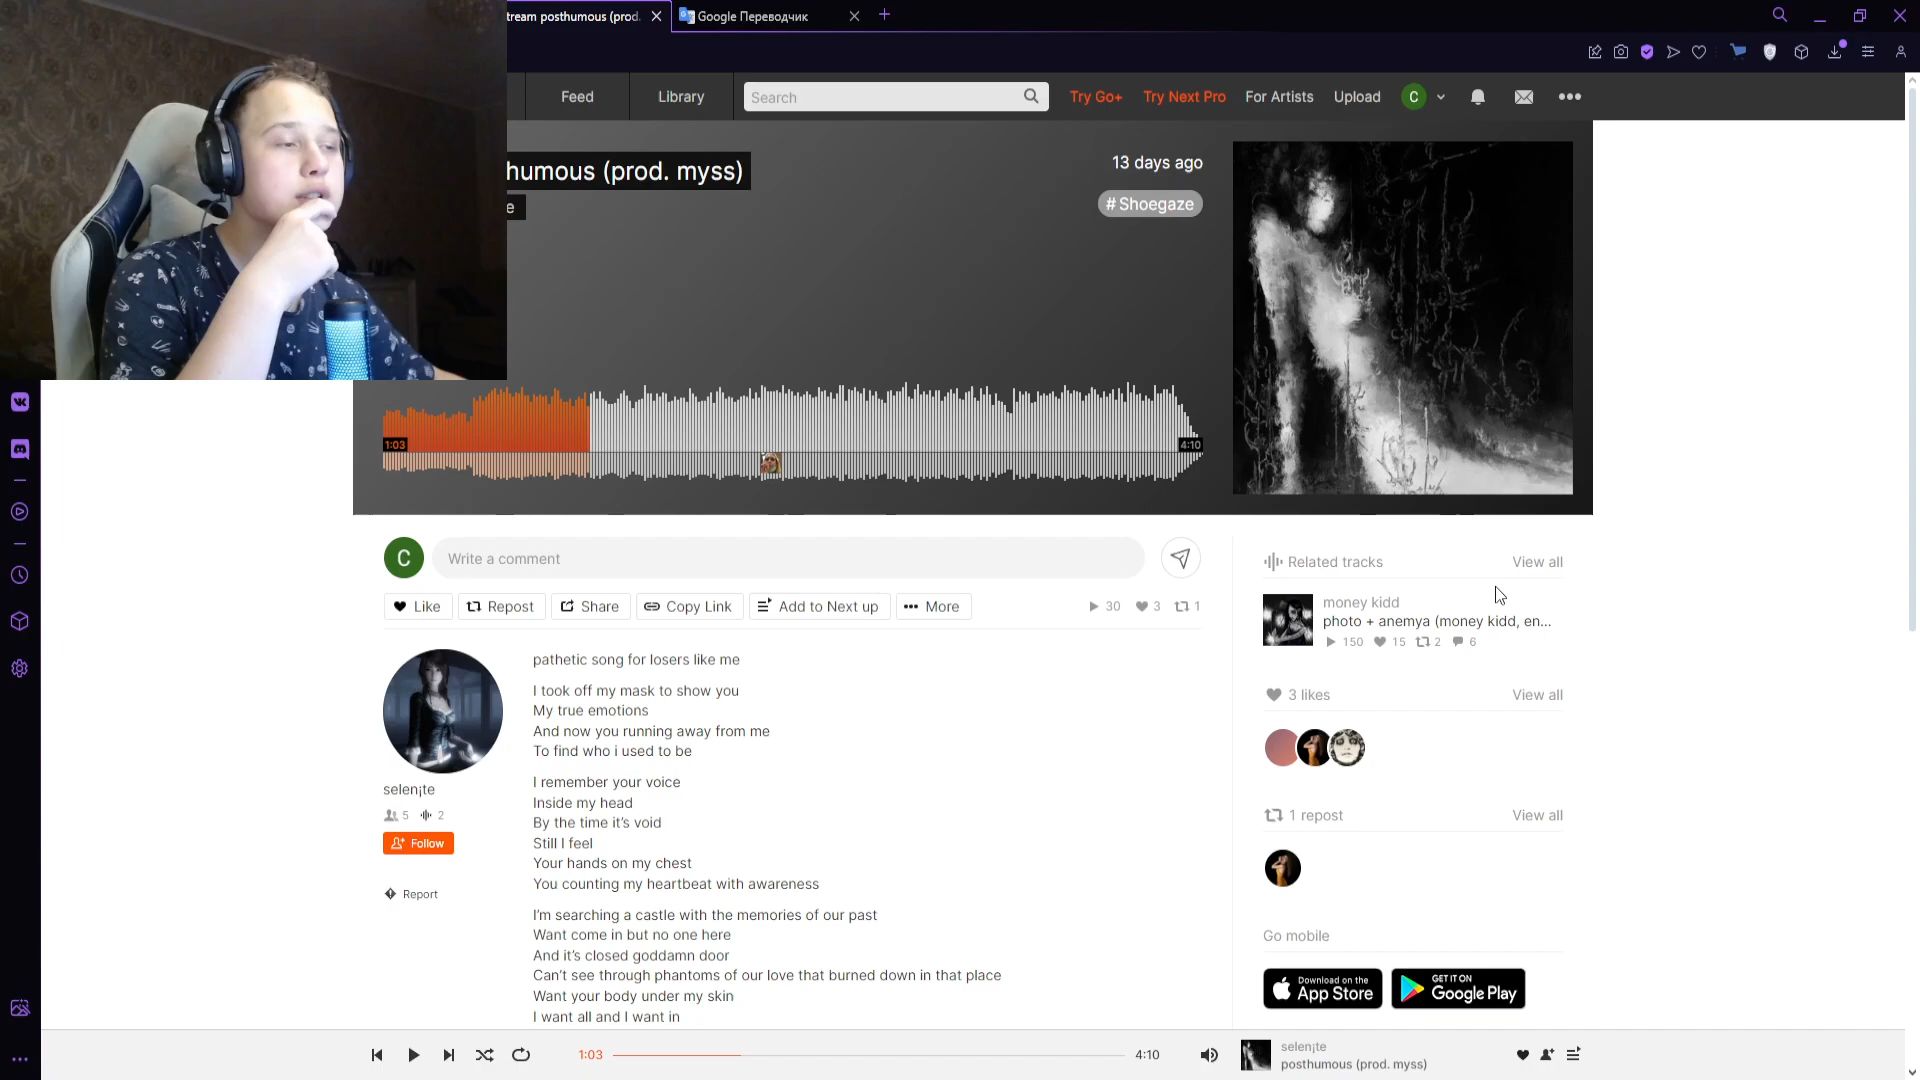 tream posthumous (prod.
Google Переводчик
Feed
Library
Search
Try Go+
Try Next Pro
For Artists
Upload
C
humous (prod. myss)
e
13 days ago
# Shoegaze
1:03
4:10
C
Write a comment
Like
Repost
Share
Copy Link
Add to Next up
More
30
3
1
selen¡te
5
2
Follow
Report
pathetic song for losers like me
I took off my mask to show you
My true emotions
And now you running away from me
To find who i used to be
I remember your voice
Inside my head
By the time it's void
Still I feel
Your hands on my chest
You counting my heartbeat with awareness
I'm searching a castle with the memories of our past
Want come in but no one here
And it's closed goddamn door
Can't see through phantoms of our love that burned down in that place
Want your body under my skin
I want all and I want in
Related tracks
View all
money kidd
photo + anemya (money kidd, en...
150
15
2
6
3 likes
View all
1 repost
View all
Go mobile
Download on the
App Store
GET IT ON
Google Play
1:03
4:10
selen¡te
posthumous (prod. myss)